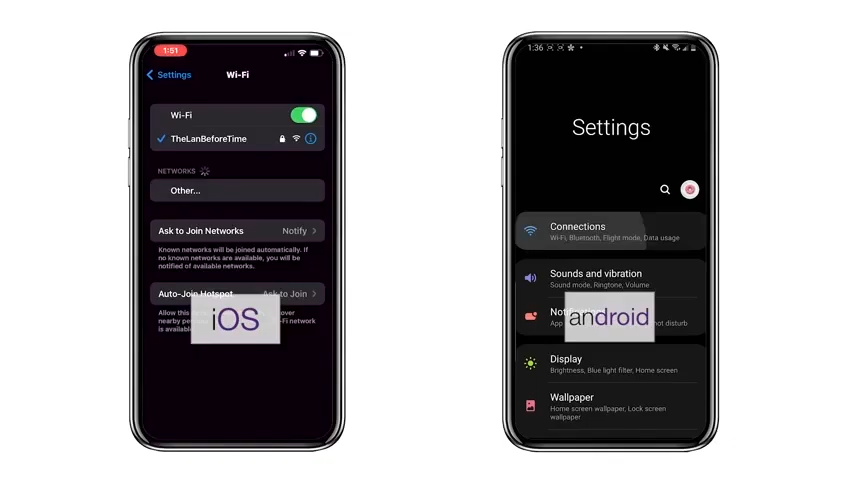 1:51
Settings
Wi-Fi
Wi-Fi
TheLanBeforeTime
NETWORKS
Other...
Ask to Join Networks Notify
Known networks will be joined automatically. If
no known networks are available, you will be
notified of available networks.
Auto-Join Hotspot Ask to Join
Allow this
nearby
is available
Fi network
iOS
1:36
Settings
Connections
Wi-Fi, Bluetooth, Flight mode, Data usage
Sounds and vibration
Sound mode, Ringtone, Volume
android
App
not disturb
Display
Brightness, Blue light filter, Home screen
Wallpaper
Home screen wallpaper, Lock screen
wallpaper